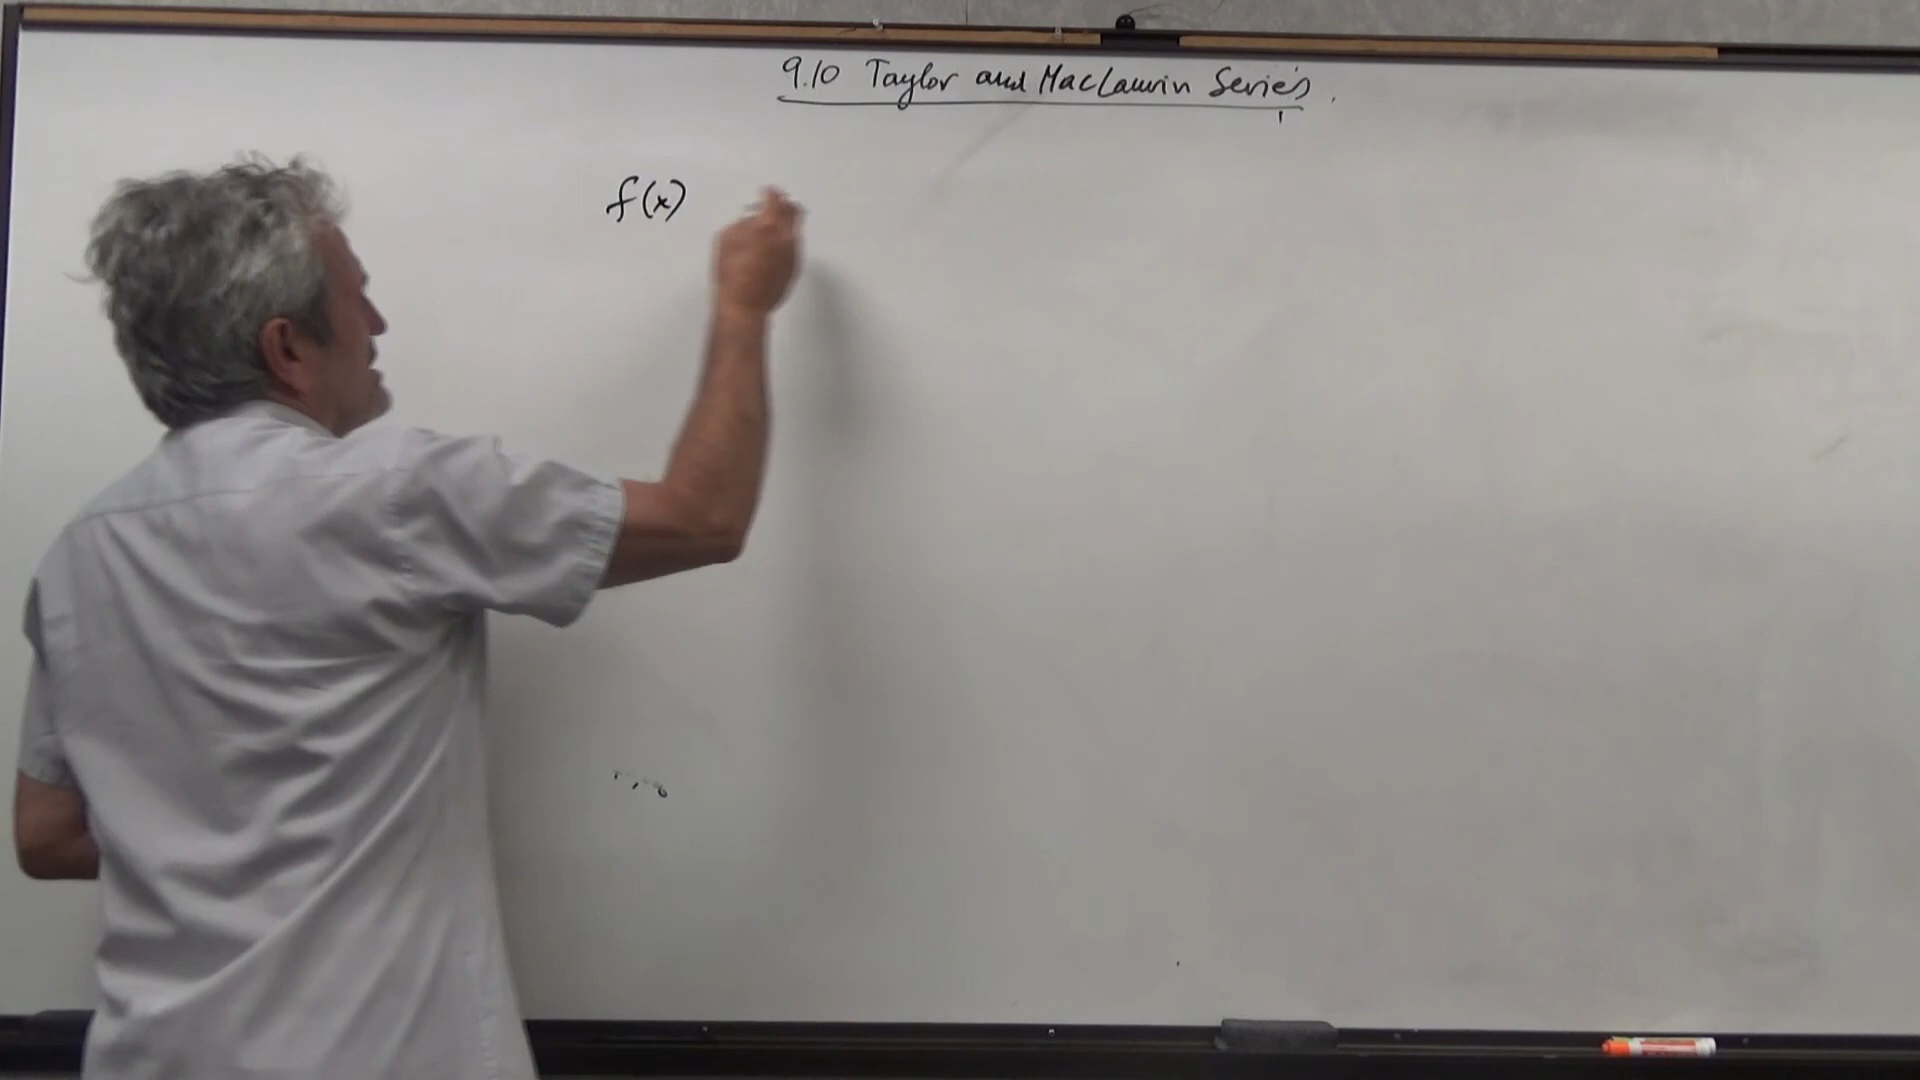 9.10 Taylor and MacLaurin Series.
f(x)